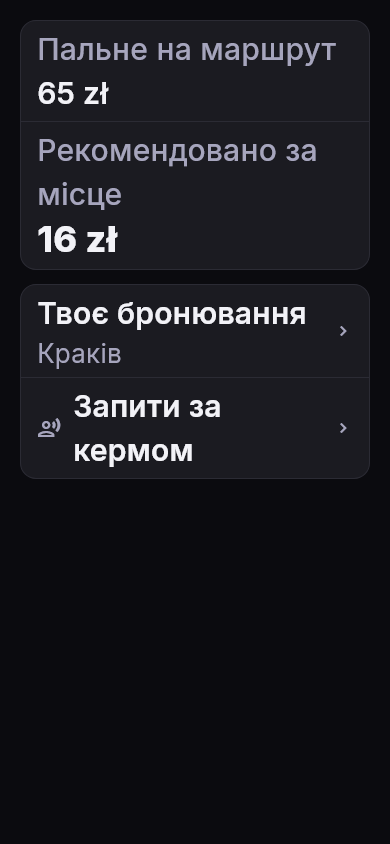 Пальне на маршрут
65 zł
Рекомендовано за
місце
16 zł
Твоє бронювання
Краків
Запити за
кермом